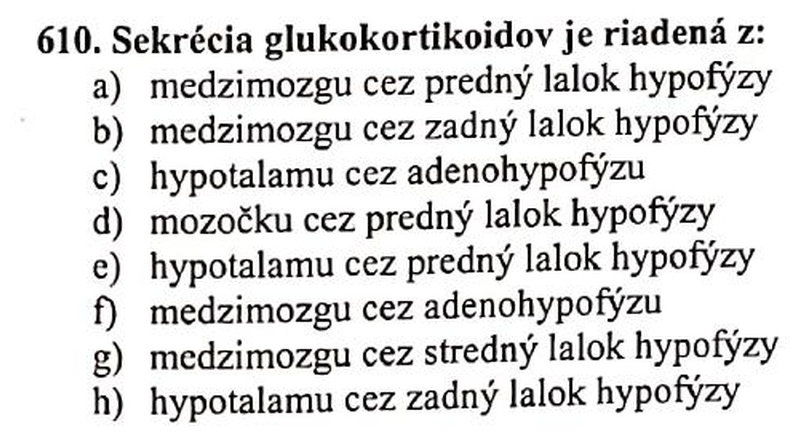 610. Sekrécia glukokortikoidov je riadená z:
a) medzimozgu cez predný lalok hypofýzy
b) medzimozgu cez zadný lalok hypofýzy
c) hypotalamu cez adenohypofýzu
d) mozočku cez predný lalok hypofýzy
e) hypotalamu cez predný lalok hypofýzy
f) medzimozgu cez adenohypofýzu
g) medzimozgu cez stredný lalok hypofýzy
h) hypotalamu cez zadný lalok hypofýzy